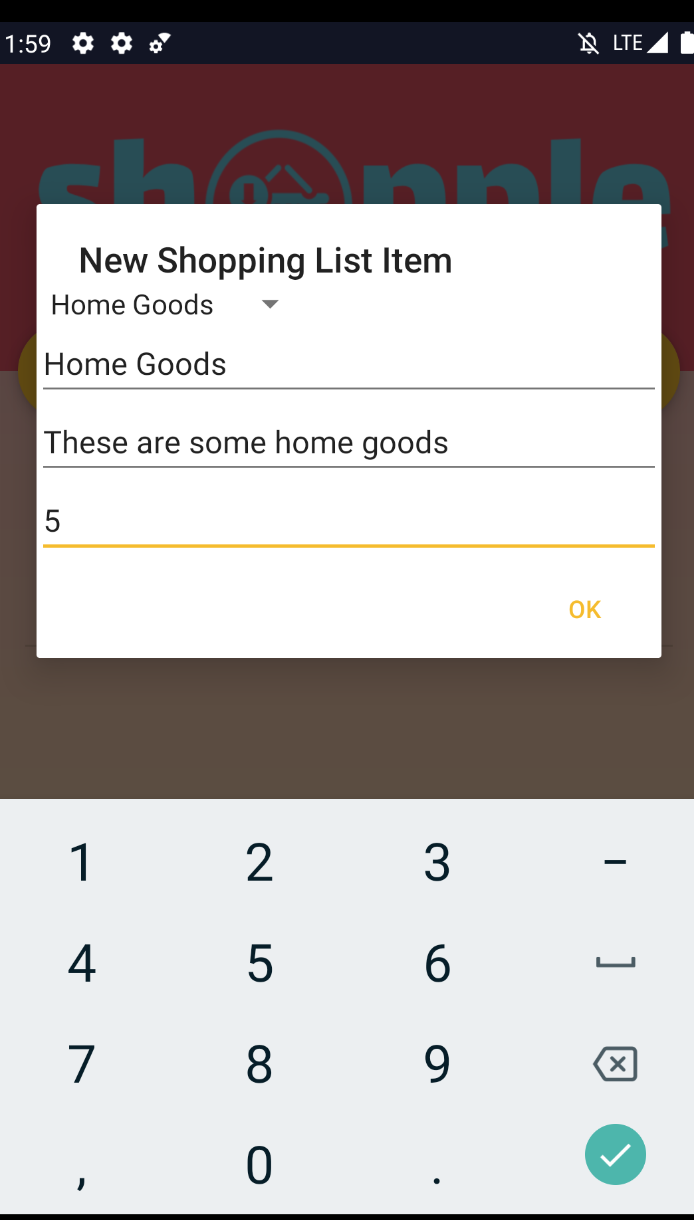 1:59 LTE
shopple
New Shopping List Item
Home Goods
Home Goods
These are some home goods
5
OK
1 2 3 –
4 5 6
7 8 9
, 0 .